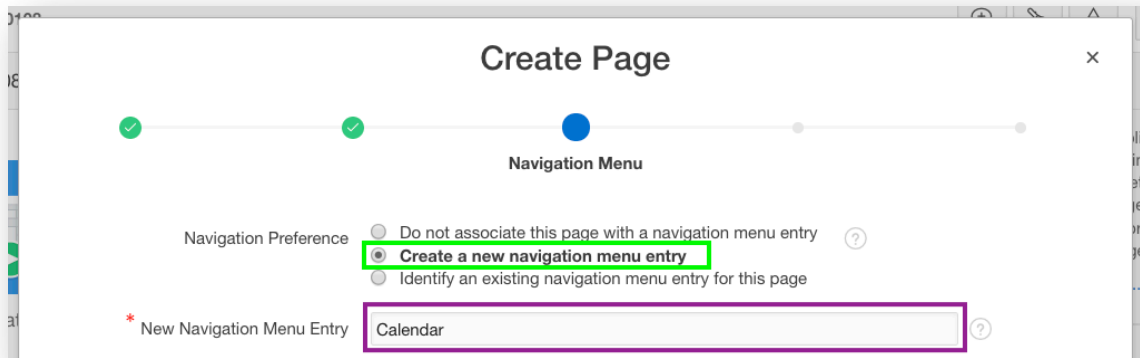 Create Page
×
Navigation Menu
Navigation Preference
Do not associate this page with a navigation menu entry
?
Create a new navigation menu entry
Identify an existing navigation menu entry for this page
* New Navigation Menu Entry
Calendar
?